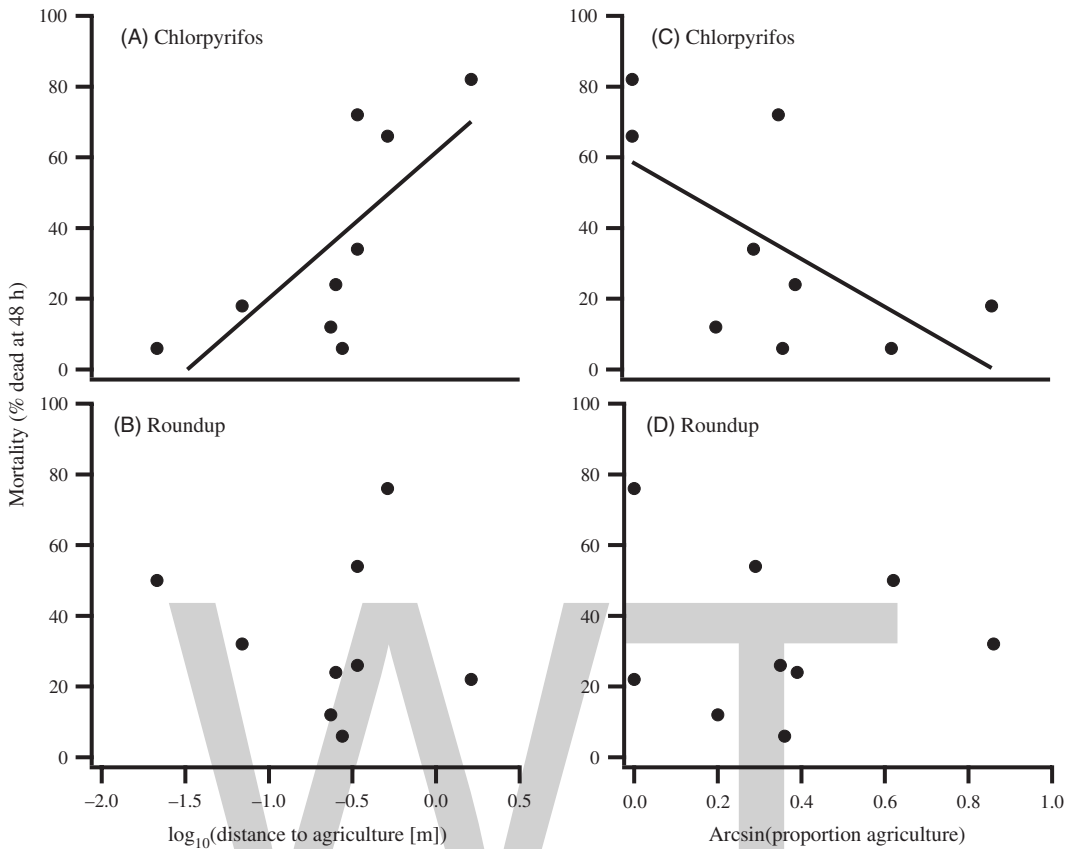 Mortality (% dead at 48 h)
(A) Chlorpyrifos
100
80
60
40
20
0
(C) Chlorpyrifos
100
80
60
40
20
0
(B) Roundup
100
80
60
40
20
0
−2.0 −1.5 −1.0 −0.5 0.0 0.5
log₁₀(distance to agriculture [m])
(D) Roundup
100
80
60
40
20
0
0.0 0.2 0.4 0.6 0.8 1.0
Arcsin(proportion agriculture)
WT